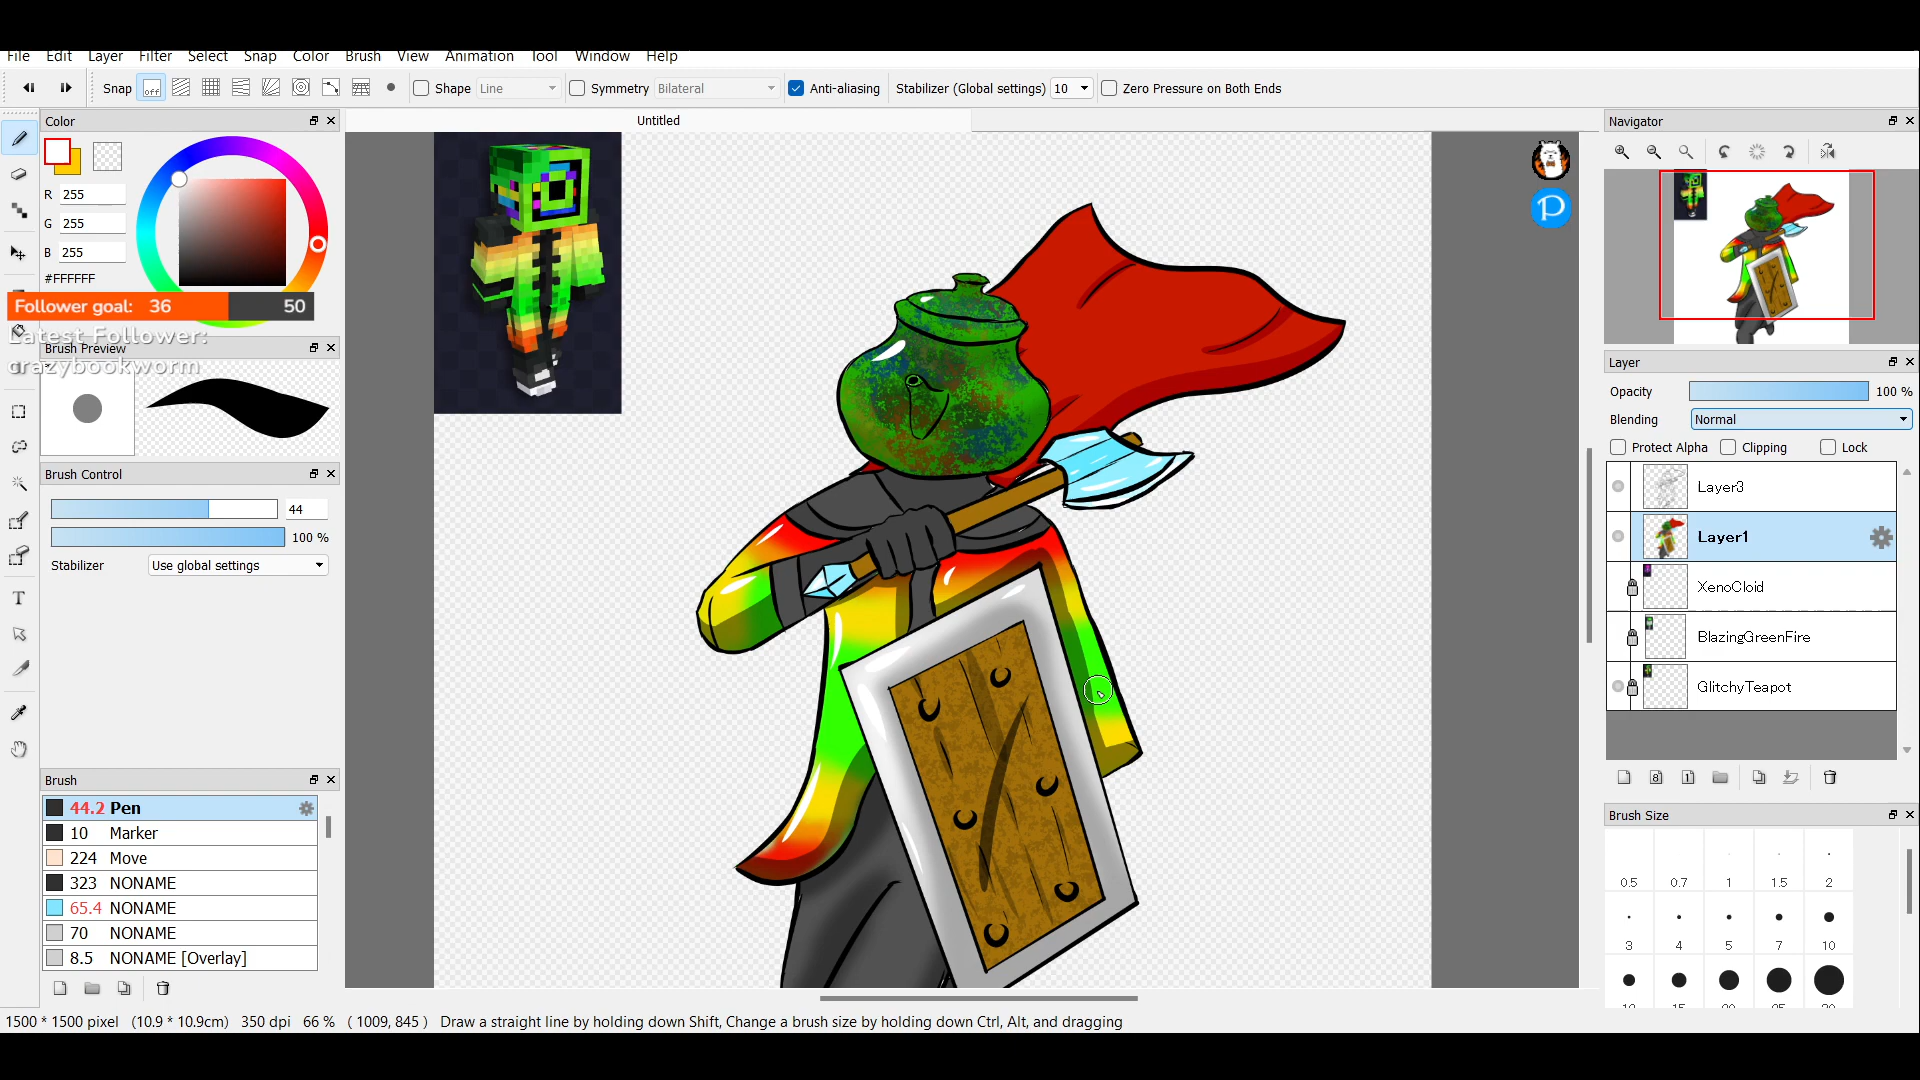 File Edit Layer Filter Select Snap Color Brush View Animation Tool Window Help
Snap off Shape Line Symmetry Bilateral Anti-aliasing Stabilizer (Global settings) 10 Zero Pressure on Both Ends
Color
Untitled
Navigator
R 255
G 255
B 255
#FFFFFF
Follower goal: 36 50
Latest Follower:
crazybookworm
Brush Preview
Brush Control
44
100 %
Stabilizer Use global settings
Brush
44.2 Pen
10 Marker
224 Move
323 NONAME
65.4 NONAME
70 NONAME
8.5 NONAME [Overlay]
Layer
Opacity 100 %
Blending Normal
Protect Alpha Clipping Lock
Layer3
Layer1
XenoCloid
BlazingGreenFire
GlitchyTeapot
8 1
Brush Size
0.5 0.7 1 1.5 2
3 4 5 7 10
1500 * 1500 pixel (10.9 * 10.9cm) 350 dpi 66 % ( 1009, 845 ) Draw a straight line by holding down Shift, Change a brush size by holding down Ctrl, Alt, and dragging